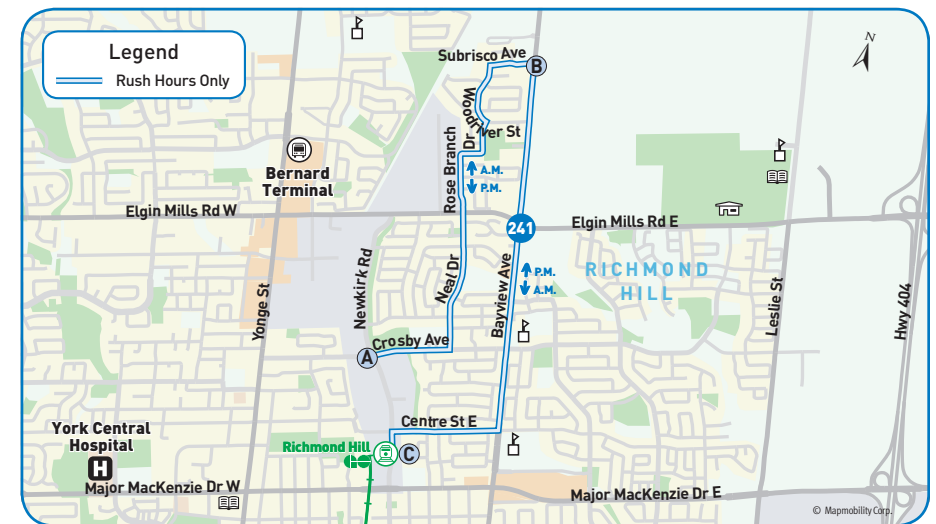 Legend
Rush Hours Only
N
Subrisco Ave
B
Woodriver St
Rose Branch Dr
A.M.
P.M.
Bernard
Terminal
Elgin Mills Rd W
241
Elgin Mills Rd E
RICHMOND
HILL
Yonge St
Newkirk Rd
Neal Dr
Bayview Ave
P.M.
A.M.
Leslie St
Hwy 404
A
Crosby Ave
York Central
Hospital
H
Centre St E
Richmond Hill
GO
C
Major MacKenzie Dr W
Major MacKenzie Dr E
© Mapmobility Corp.